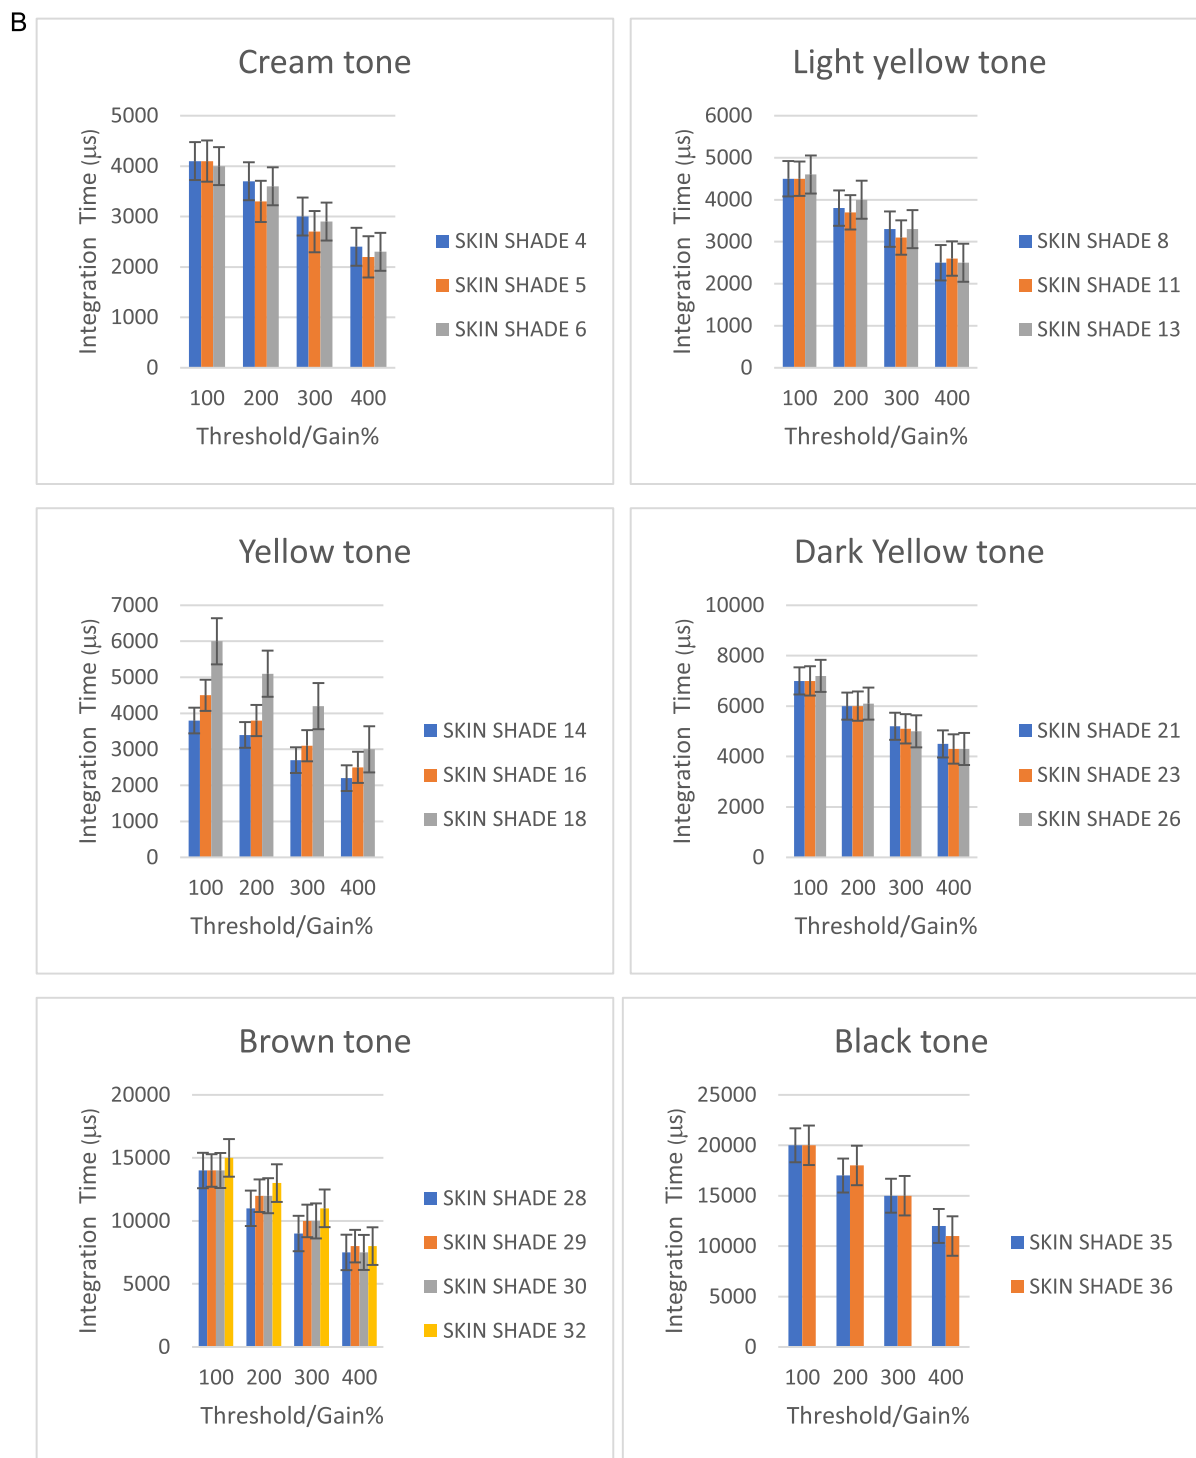 B
Cream tone
Integration Time (μs)
5000
4000
3000
2000
1000
0
100 200 300 400
Threshold/Gain%
SKIN SHADE 4
SKIN SHADE 5
SKIN SHADE 6
Light yellow tone
Integration Time (μs)
6000
5000
4000
3000
2000
1000
0
100 200 300 400
Threshold/Gain%
SKIN SHADE 8
SKIN SHADE 11
SKIN SHADE 13
Yellow tone
Integration Time (μs)
7000
6000
5000
4000
3000
2000
1000
0
100 200 300 400
Threshold/Gain%
SKIN SHADE 14
SKIN SHADE 16
SKIN SHADE 18
Dark Yellow tone
Integration Time (μs)
10000
8000
6000
4000
2000
0
100 200 300 400
Threshold/Gain%
SKIN SHADE 21
SKIN SHADE 23
SKIN SHADE 26
Brown tone
Integration Time (μs)
20000
15000
10000
5000
0
100 200 300 400
Threshold/Gain%
SKIN SHADE 28
SKIN SHADE 29
SKIN SHADE 30
SKIN SHADE 32
Black tone
Integration Time (μs)
25000
20000
15000
10000
5000
0
100 200 300 400
Threshold/Gain%
SKIN SHADE 35
SKIN SHADE 36